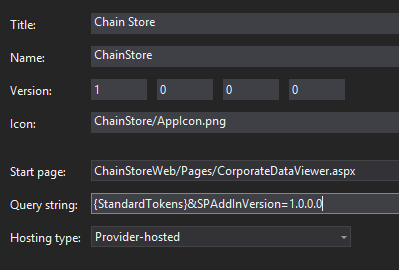 Title: Chain Store
Name: ChainStore
Version: 1 0 0 0
Icon: ChainStore/AppIcon.png
Start page: ChainStoreWeb/Pages/CorporateDataViewer.aspx
Query string: {StandardTokens}&SPAddInVersion=1.0.0.0
Hosting type: Provider-hosted